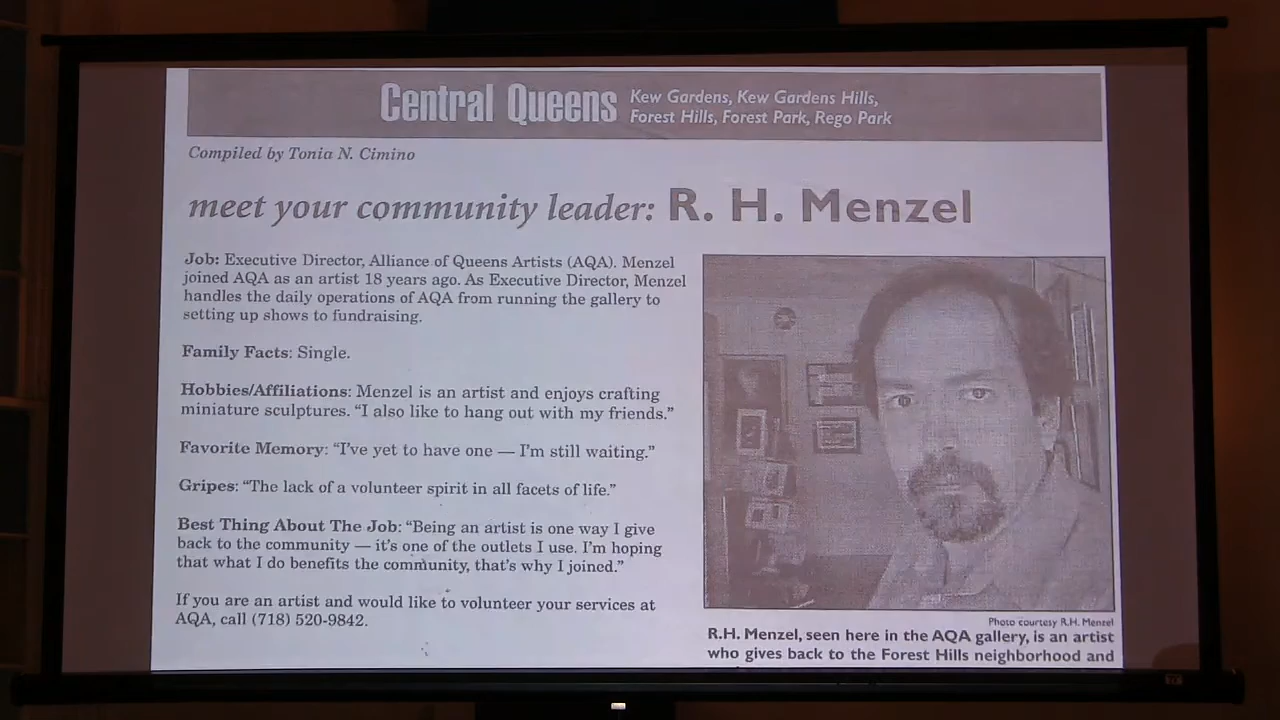 Central Queens
Kew Gardens, Kew Gardens Hills,
Forest Hills, Forest Park, Rego Park
Compiled by Tonia N. Cimino
meet your community leader: R. H. Menzel
Job: Executive Director, Alliance of Queens Artists (AQA). Menzel
joined AQA as an artist 18 years ago. As Executive Director, Menzel
handles the daily operations of AQA from running the gallery to
setting up shows to fundraising.
Family Facts: Single.
Hobbies/Affiliations: Menzel is an artist and enjoys crafting
miniature sculptures. “I also like to hang out with my friends.”
Favorite Memory: “I’ve yet to have one — I’m still waiting.”
Gripes: “The lack of a volunteer spirit in all facets of life.”
Best Thing About The Job: “Being an artist is one way I give
back to the community — it’s one of the outlets I use. I’m hoping
that what I do benefits the community, that’s why I joined.”
If you are an artist and would like to volunteer your services at
AQA, call (718) 520-9842.
Photo courtesy R.H. Menzel
R.H. Menzel, seen here in the AQA gallery, is an artist
who gives back to the Forest Hills neighborhood and